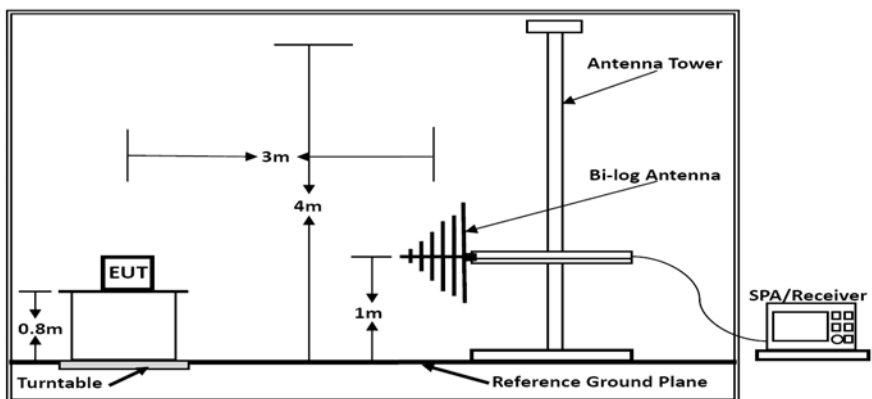 Antenna Tower
3m
Bi-log Antenna
4m
EUT
SPA/Receiver
0.8m
1m
Turntable
Reference Ground Plane